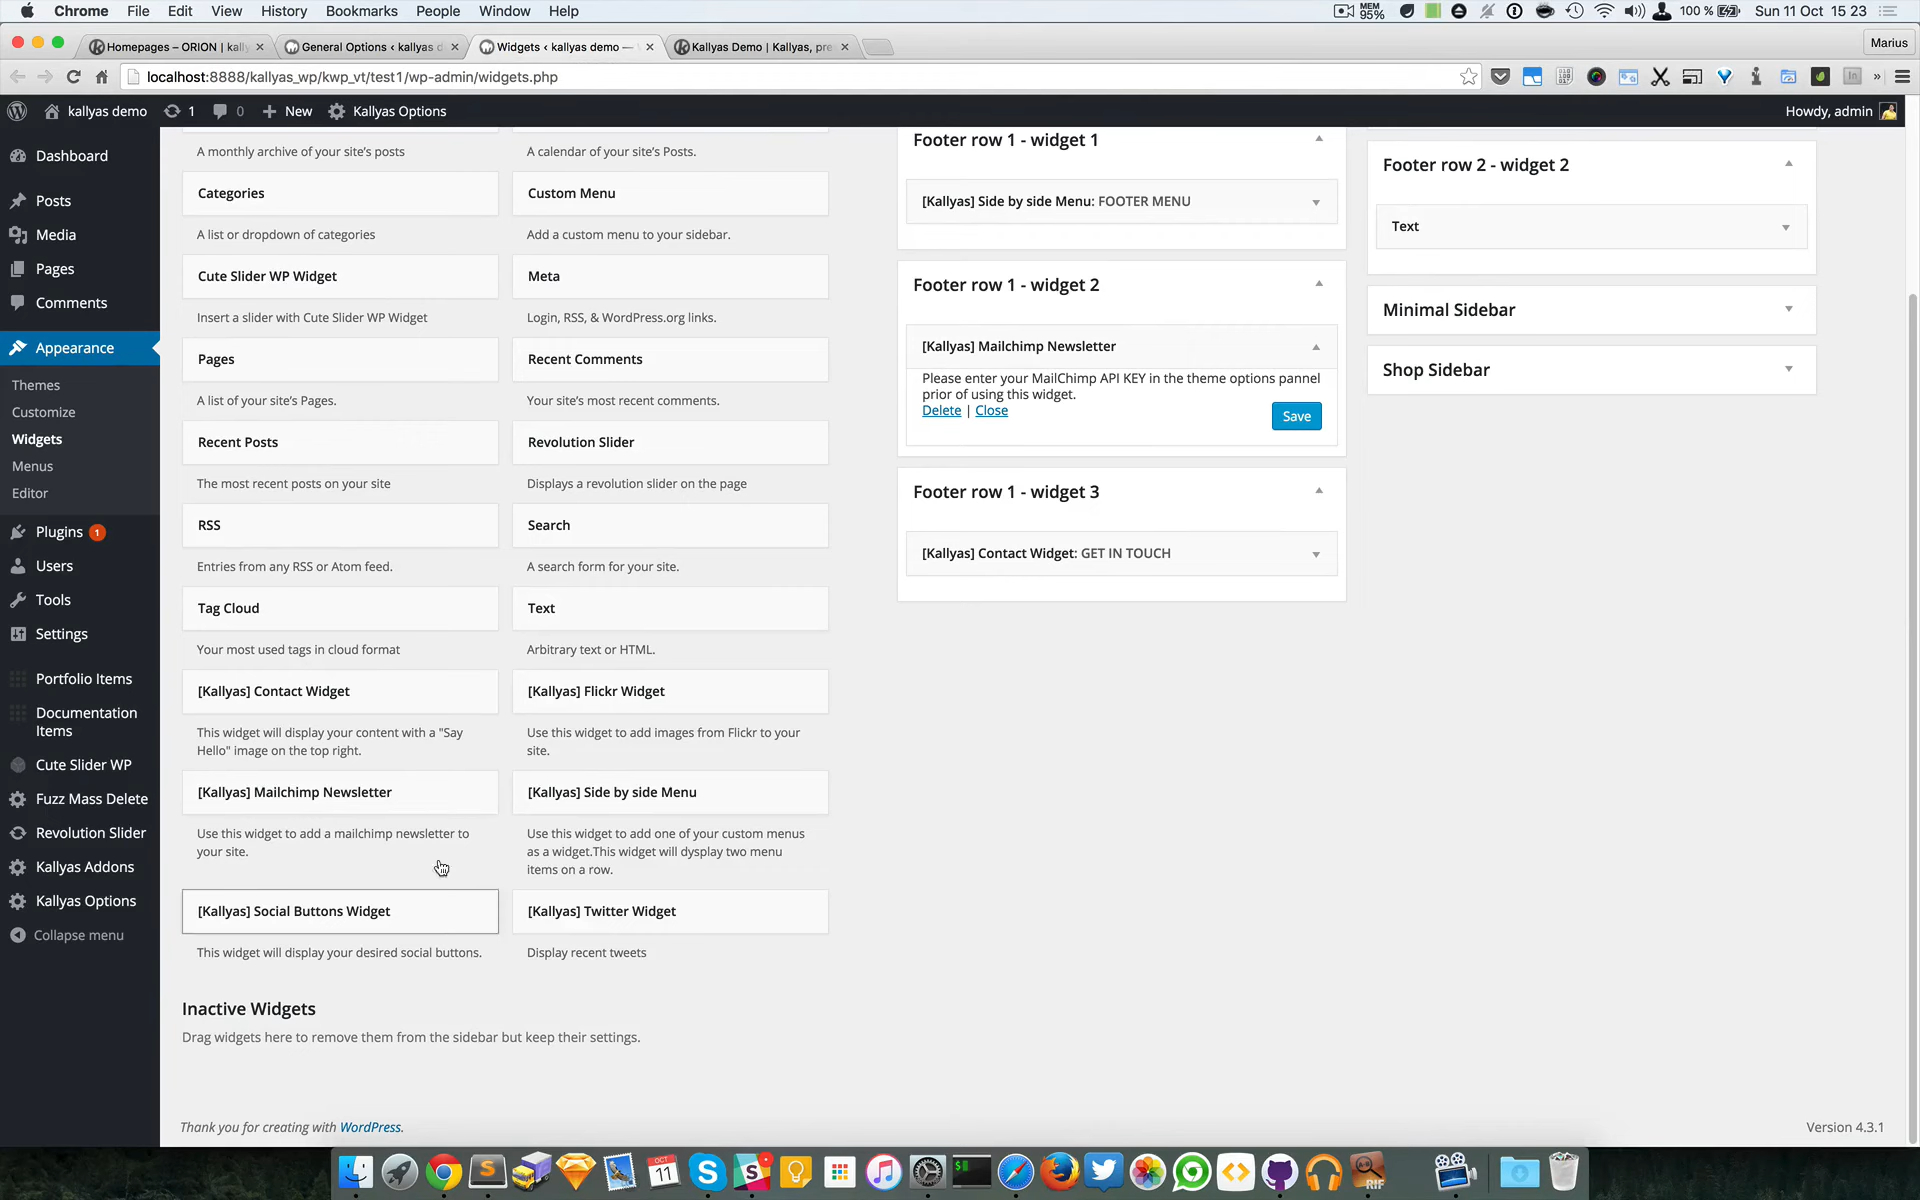 Chrome File Edit View History Bookmarks People Window Help
MEM 95% 100 % Sun 11 Oct 15 23
Homepages – ORION | kally
General Options ‹ kallyas d
Widgets ‹ kallyas demo —
Kallyas Demo | Kallyas, pre
Marius
localhost:8888/kallyas_wp/kwp_vt/test1/wp-admin/widgets.php
kallyas demo 1 0 + New Kallyas Options
Howdy, admin
Dashboard
Posts
Media
Pages
Comments
Appearance
Themes
Customize
Widgets
Menus
Editor
Plugins 1
Users
Tools
Settings
Portfolio Items
Documentation
Items
Cute Slider WP
Fuzz Mass Delete
Revolution Slider
Kallyas Addons
Kallyas Options
Collapse menu
A monthly archive of your site's posts
A calendar of your site's Posts.
Categories
Custom Menu
A list or dropdown of categories
Add a custom menu to your sidebar.
Cute Slider WP Widget
Meta
Insert a slider with Cute Slider WP Widget
Login, RSS, & WordPress.org links.
Pages
Recent Comments
A list of your site's Pages.
Your site's most recent comments.
Recent Posts
Revolution Slider
The most recent posts on your site
Displays a revolution slider on the page
RSS
Search
Entries from any RSS or Atom feed.
A search form for your site.
Tag Cloud
Text
Your most used tags in cloud format
Arbitrary text or HTML.
[Kallyas] Contact Widget
[Kallyas] Flickr Widget
This widget will display your content with a "Say
Hello" image on the top right.
Use this widget to add images from Flickr to your
site.
[Kallyas] Mailchimp Newsletter
[Kallyas] Side by side Menu
Use this widget to add a mailchimp newsletter to
your site.
Use this widget to add one of your custom menus
as a widget.This widget will dysplay two menu
items on a row.
[Kallyas] Social Buttons Widget
[Kallyas] Twitter Widget
This widget will display your desired social buttons.
Display recent tweets
Inactive Widgets
Drag widgets here to remove them from the sidebar but keep their settings.
Footer row 1 - widget 1
[Kallyas] Side by side Menu: FOOTER MENU
Footer row 1 - widget 2
[Kallyas] Mailchimp Newsletter
Please enter your MailChimp API KEY in the theme options pannel
prior of using this widget.
Delete | Close
Save
Footer row 1 - widget 3
[Kallyas] Contact Widget: GET IN TOUCH
Footer row 2 - widget 2
Text
Minimal Sidebar
Shop Sidebar
Thank you for creating with WordPress.
Version 4.3.1
OCT
11
RIF